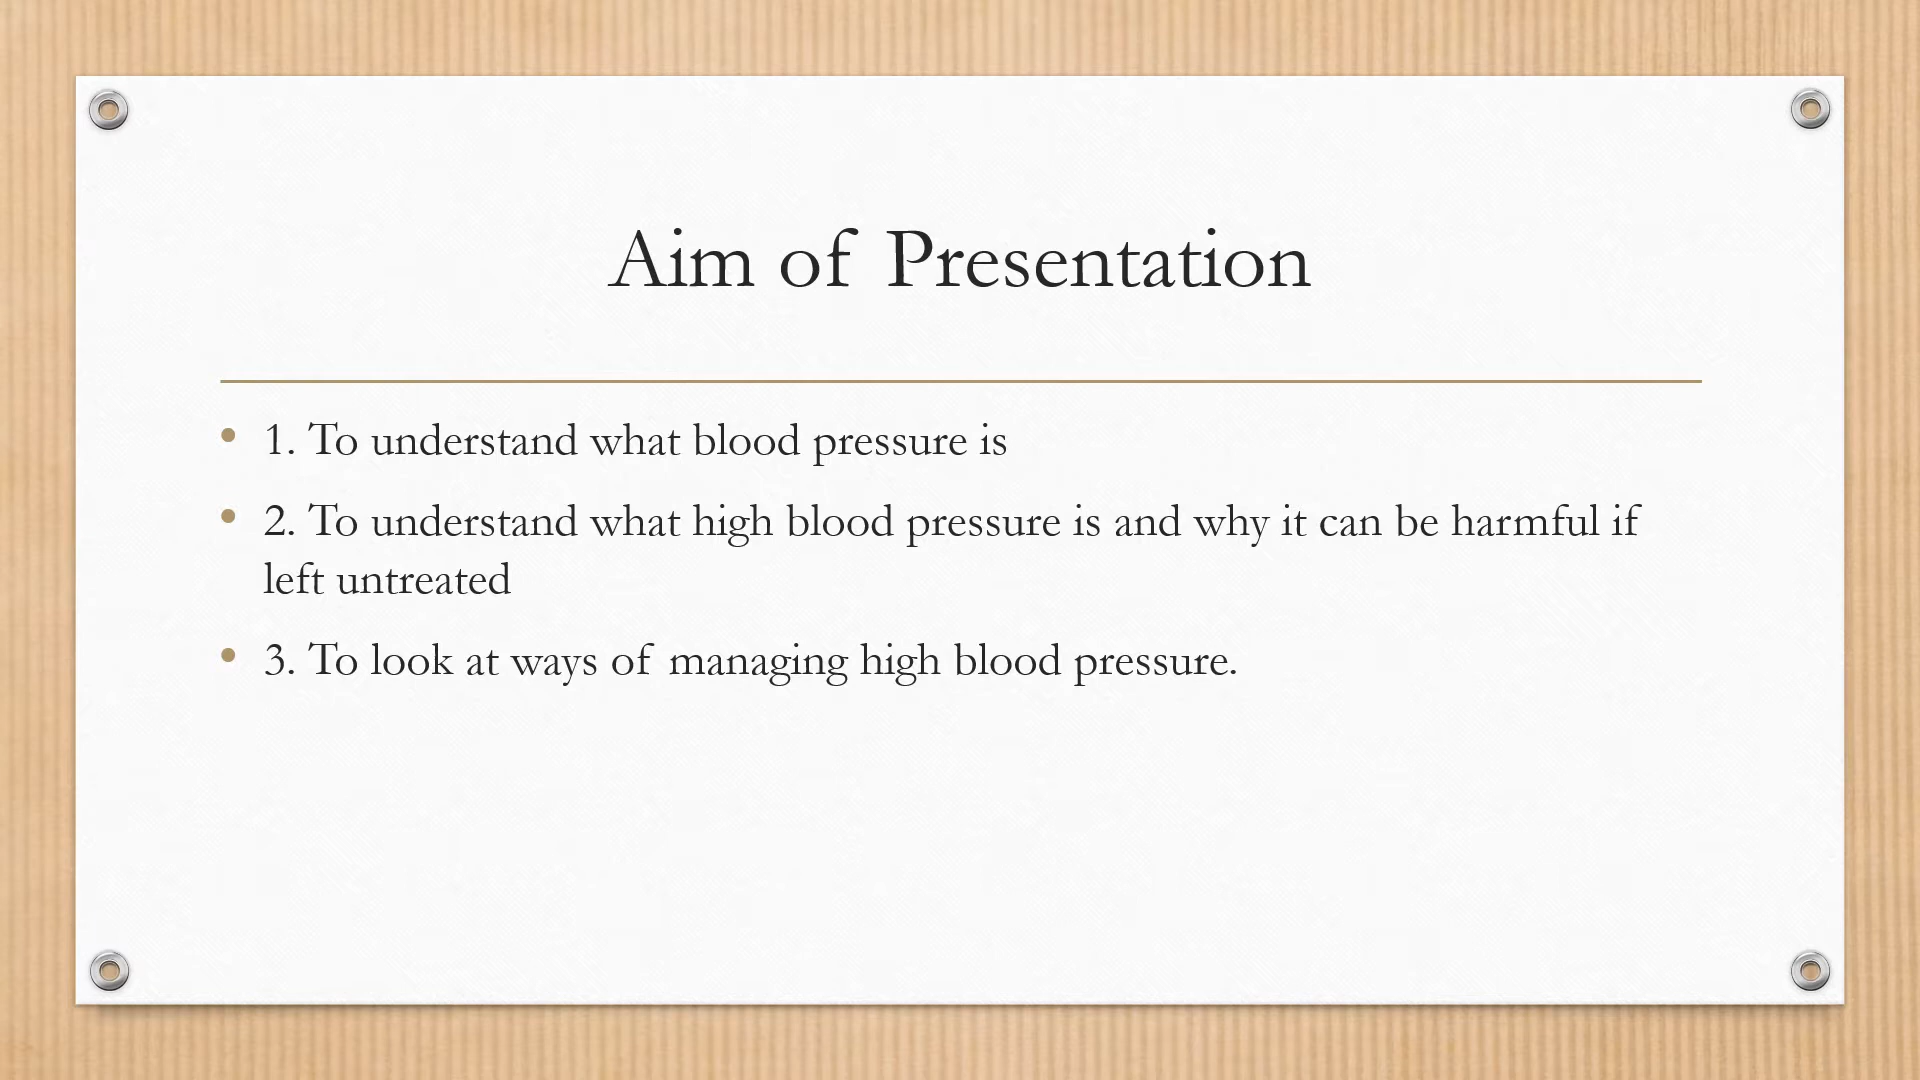 Aim of Presentation
• 1. To understand what blood pressure is
• 2. To understand what high blood pressure is and why it can be harmful if
left untreated
• 3. To look at ways of managing high blood pressure.